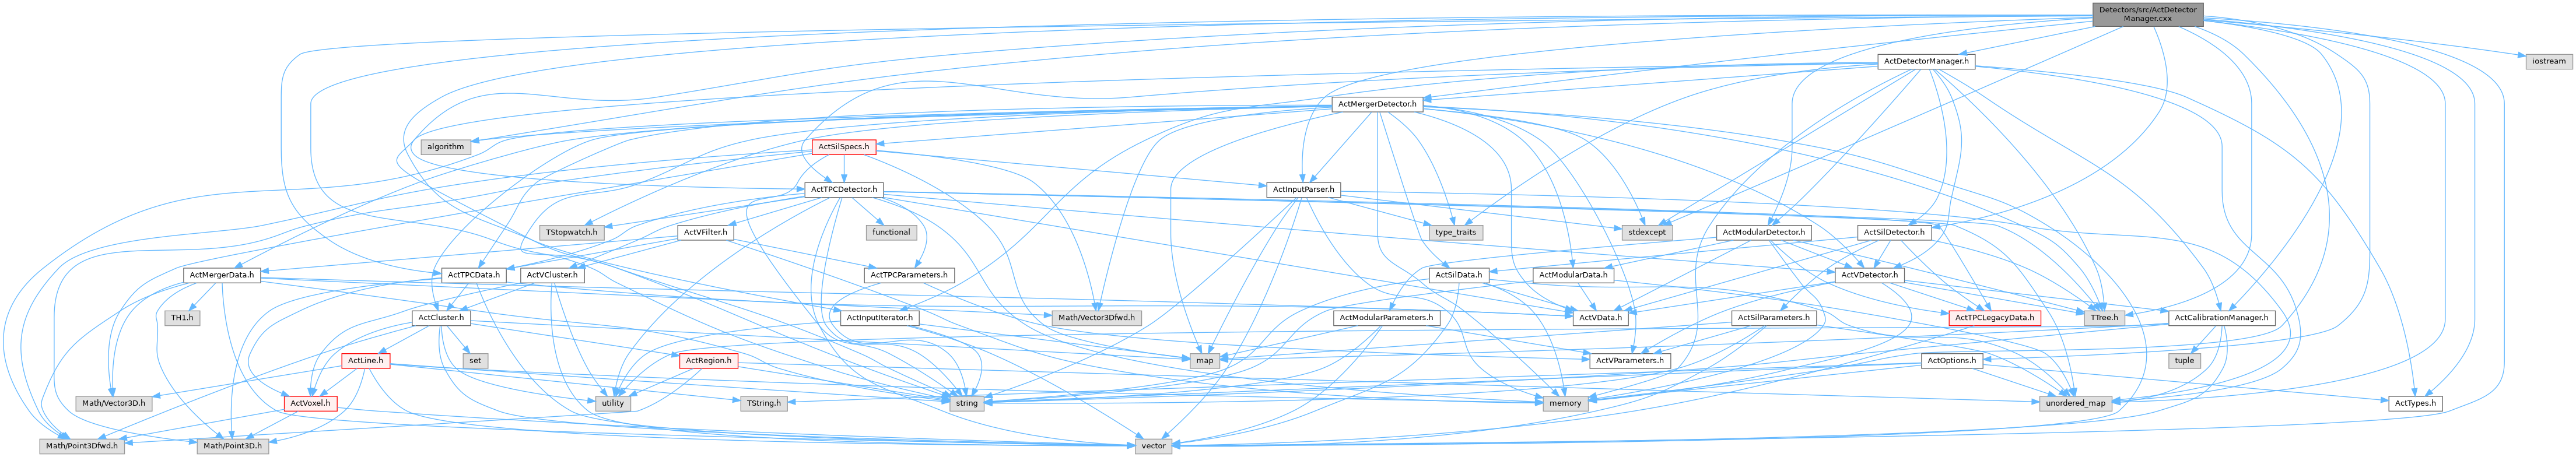 Detectors/src/ActDetector
Manager.cxx
ActDetectorManager.h
iostream
ActMergerDetector.h
algorithm
ActSilSpecs.h
ActTPCDetector.h
ActInputParser.h
TStopwatch.h
ActVFilter.h
functional
type_traits
stdexcept
ActModularDetector.h
ActSilDetector.h
ActMergerData.h
ActTPCData.h
ActVCluster.h
ActTPCParameters.h
ActSilData.h
ActModularData.h
ActVDetector.h
TH1.h
ActCluster.h
ActInputIterator.h
Math/Vector3Dfwd.h
ActModularParameters.h
ActVData.h
ActSilParameters.h
ActTPCLegacyData.h
TTree.h
ActCalibrationManager.h
ActLine.h
set
ActRegion.h
map
ActVParameters.h
ActOptions.h
tuple
Math/Vector3D.h
ActVoxel.h
utility
TString.h
string
memory
unordered_map
ActTypes.h
Math/Point3Dfwd.h
Math/Point3D.h
vector